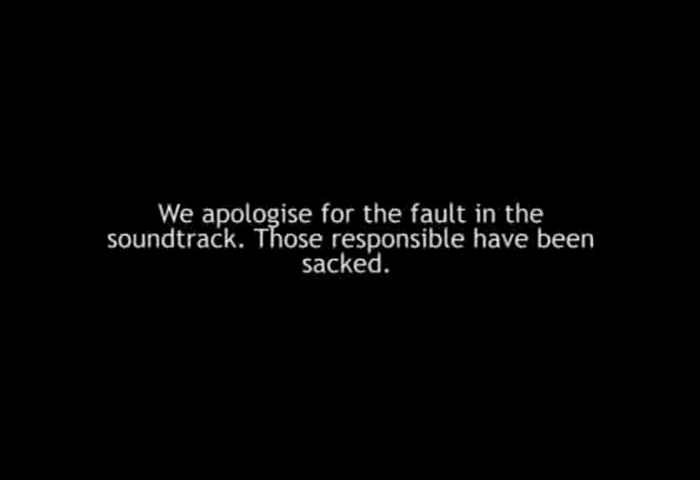 We apologise for the fault in the
soundtrack. Those responsible have been
sacked.